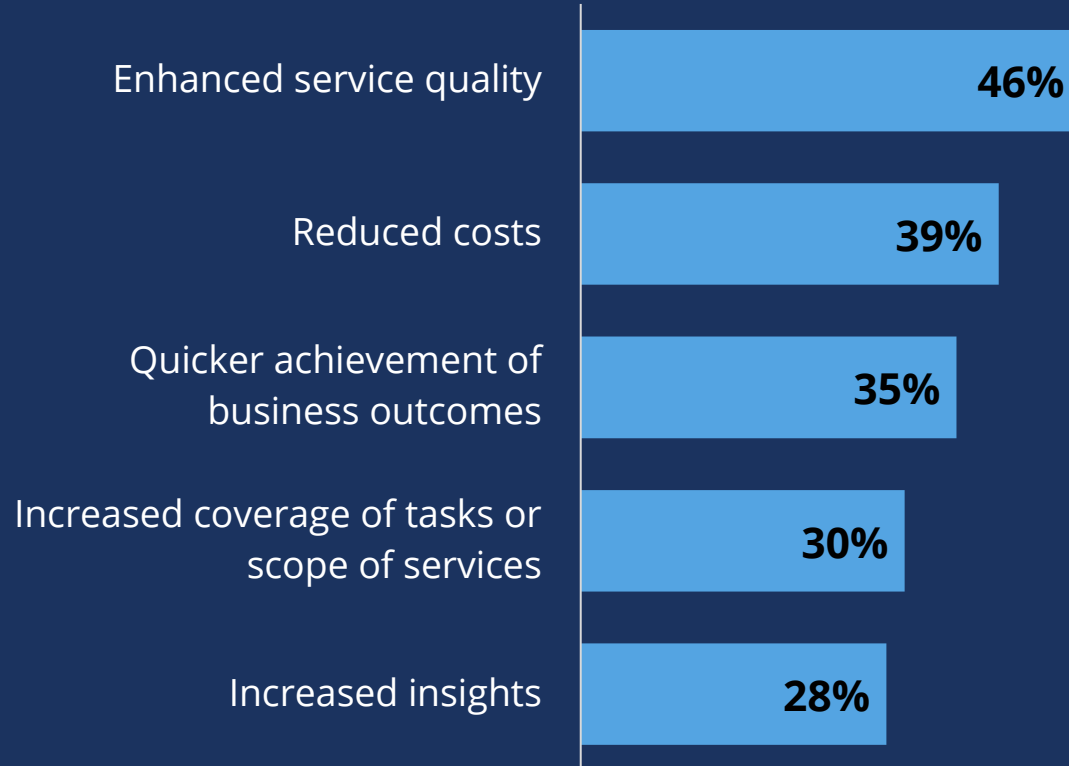 Enhanced service quality
46%
Reduced costs
39%
Quicker achievement of
business outcomes
35%
Increased coverage of tasks or
scope of services
30%
Increased insights
28%